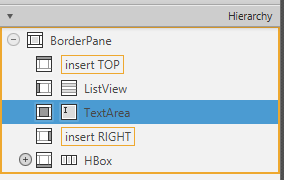 Hierarchy
BorderPane
insert TOP
ListView
TextArea
insert RIGHT
HBox